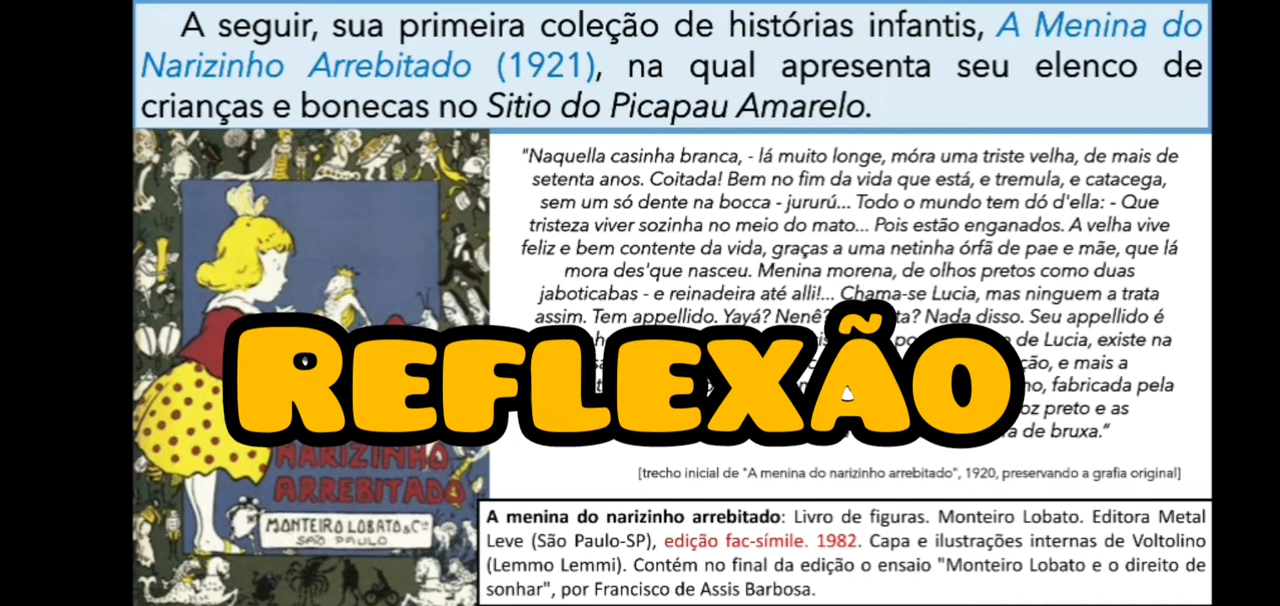 A seguir, sua primeira coleção de histórias infantis, A Menina do
Narizinho Arrebitado (1921), na qual apresenta seu elenco de
crianças e bonecas no Sitio do Picapau Amarelo.
"Naquella casinha branca, - lá muito longe, móra uma triste velha, de mais de
setenta anos. Coitada! Bem no fim da vida que está, e tremula, e catacega,
sem um só dente na bocca - jururú... Todo o mundo tem dó d'ella: - Que
tristeza viver sozinha no meio do mato... Pois estão enganados. A velha vive
feliz e bem contente da vida, graças a uma netinha órfã de pae e mãe, que lá
mora des'que nasceu. Menina morena, de olhos pretos como duas
jaboticabas - e reinadeira até alli!... Chama-se Lucia, mas ninguem a trata
assim. Tem appellido. Yayá? Nenê? ta? Nada disso. Seu appellido é
de Lucia, existe na
ção, e mais a
ho, fabricada pela
oz preto e as
a de bruxa."
REFLEXÃO
NARIZINHO
ARREBITADO
MONTEIRO LOBATO & Cia
SÃO PAULO
[trecho inicial de "A menina do narizinho arrebitado", 1920, preservando a grafia original]
A menina do narizinho arrebitado: Livro de figuras. Monteiro Lobato. Editora Metal
Leve (São Paulo-SP), edição fac-símile. 1982. Capa e ilustrações internas de Voltolino
(Lemmo Lemmi). Contém no final da edição o ensaio "Monteiro Lobato e o direito de
sonhar", por Francisco de Assis Barbosa.